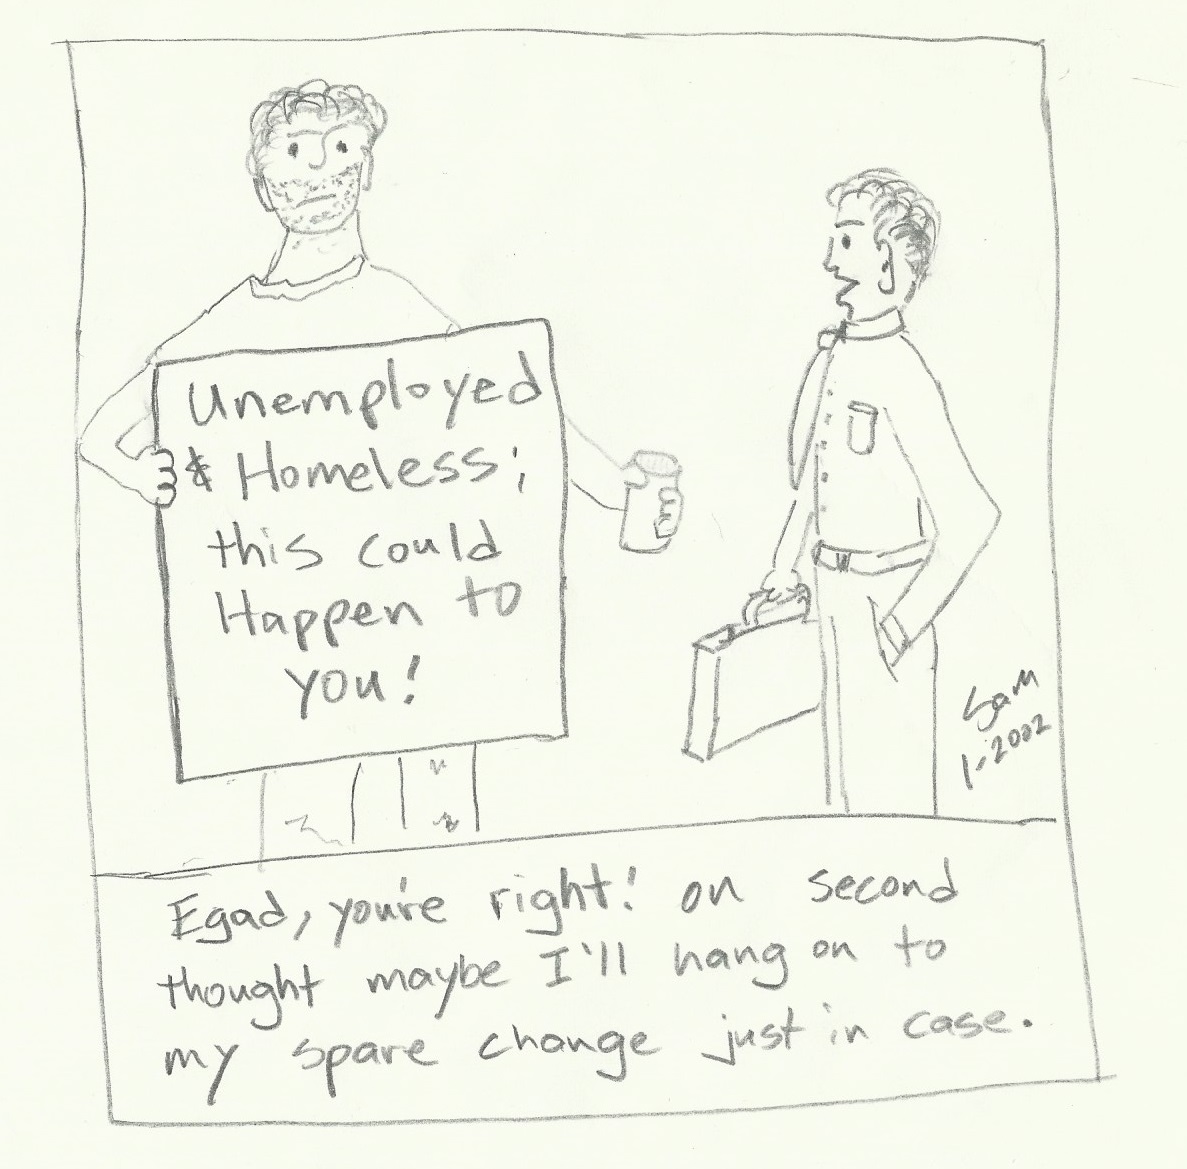 Unemployed
& Homeless;
this could
Happen to
you!
Sam
1-2002
Egad, you're right! on second
thought maybe I'll hang on to
my spare change just in case.